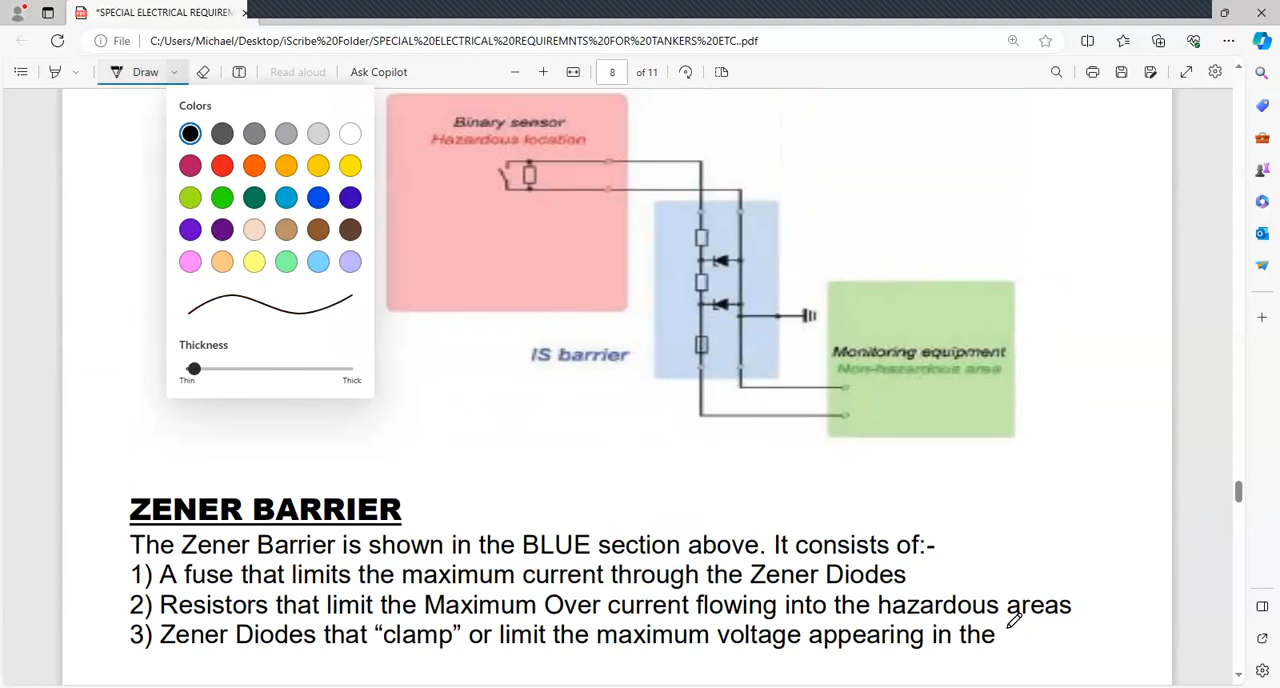 *SPECIAL ELECTRICAL REQUIREM
File C:/Users/Michael/Desktop/iScribe%20Folder/SPECIAL%20ELECTRICAL%20REQUIREMNTS%20FOR%20TANKERS%20ETC..pdf
Draw Read aloud Ask Copilot 8 of 11
Colors
Thickness
Thin Thick
Binary sensor
Hazardous location
IS barrier
Monitoring equipment
Non-hazardous area
ZENER BARRIER
The Zener Barrier is shown in the BLUE section above. It consists of:-
1) A fuse that limits the maximum current through the Zener Diodes
2) Resistors that limit the Maximum Over current flowing into the hazardous areas
3) Zener Diodes that “clamp” or limit the maximum voltage appearing in the